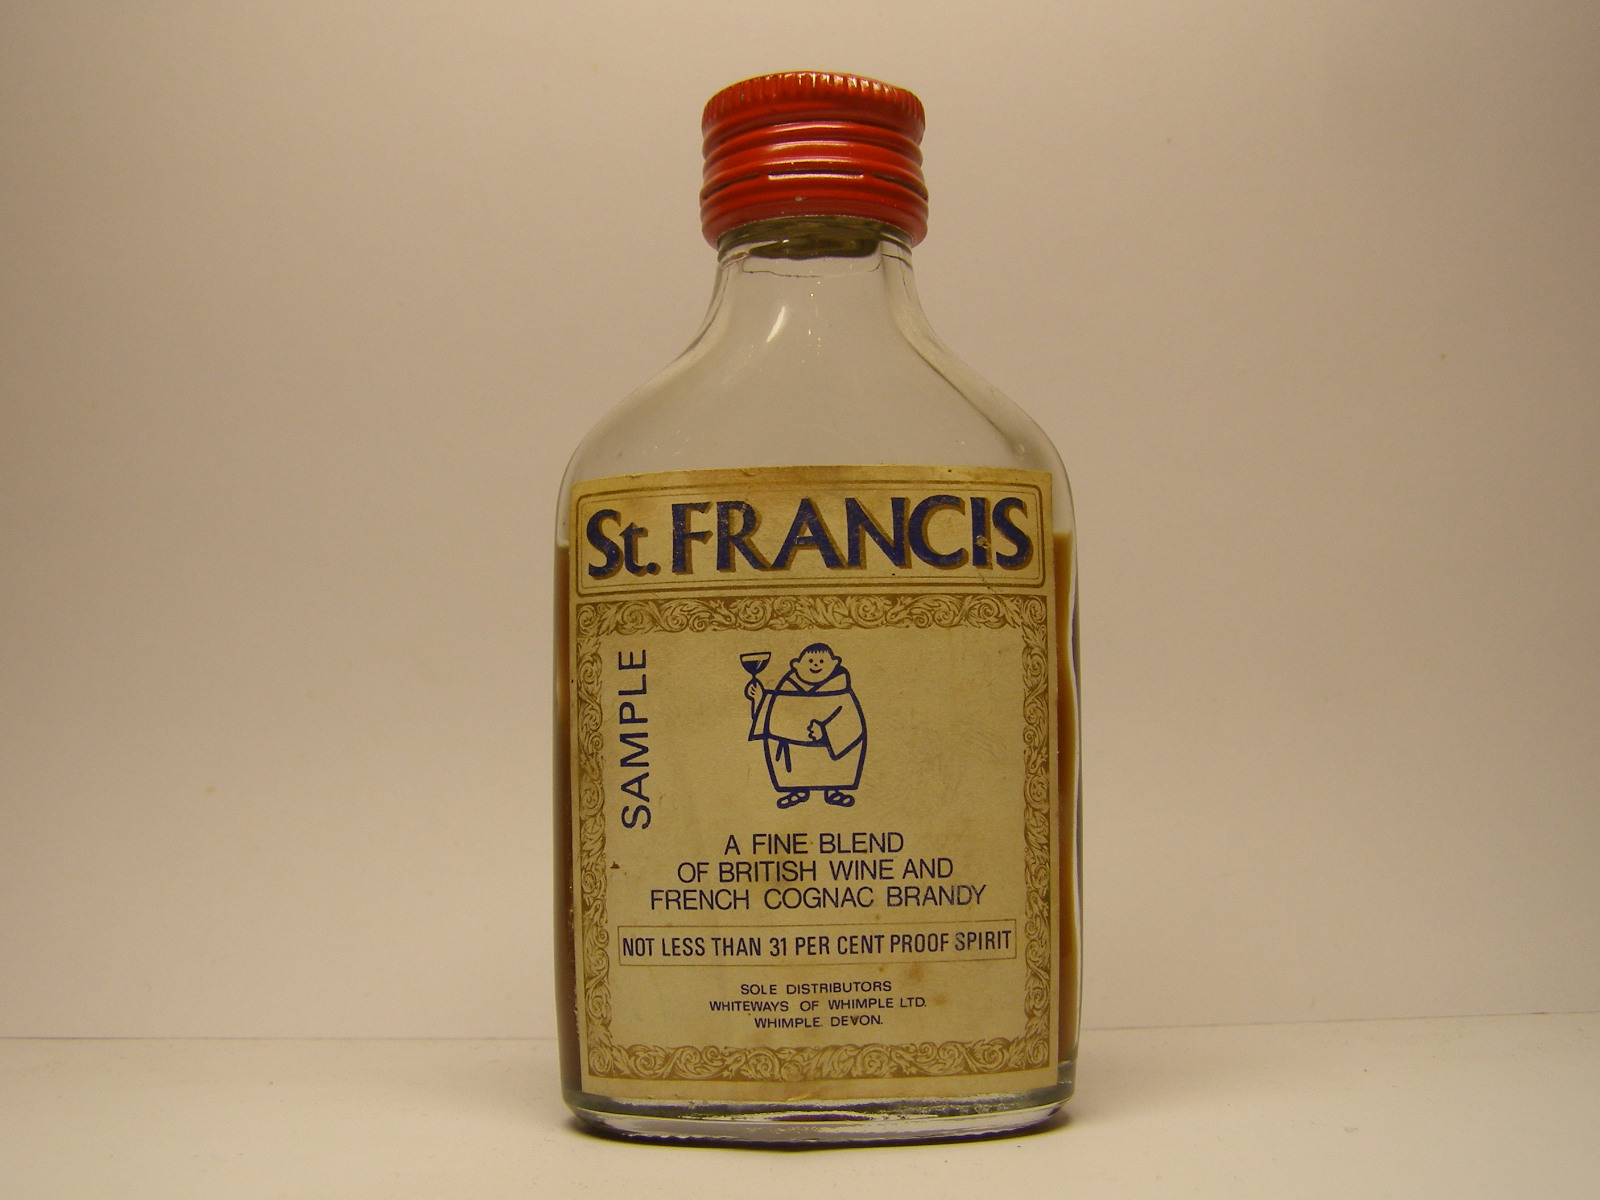 St. FRANCIS
SAMPLE
A FINE BLEND
OF BRITISH WINE AND
FRENCH COGNAC BRANDY
NOT LESS THAN 31 PER CENT PROOF SPIRIT
SOLE DISTRIBUTORS
WHITEWAYS OF WHIMPLE LTD.
WHIMPLE. DEVON.